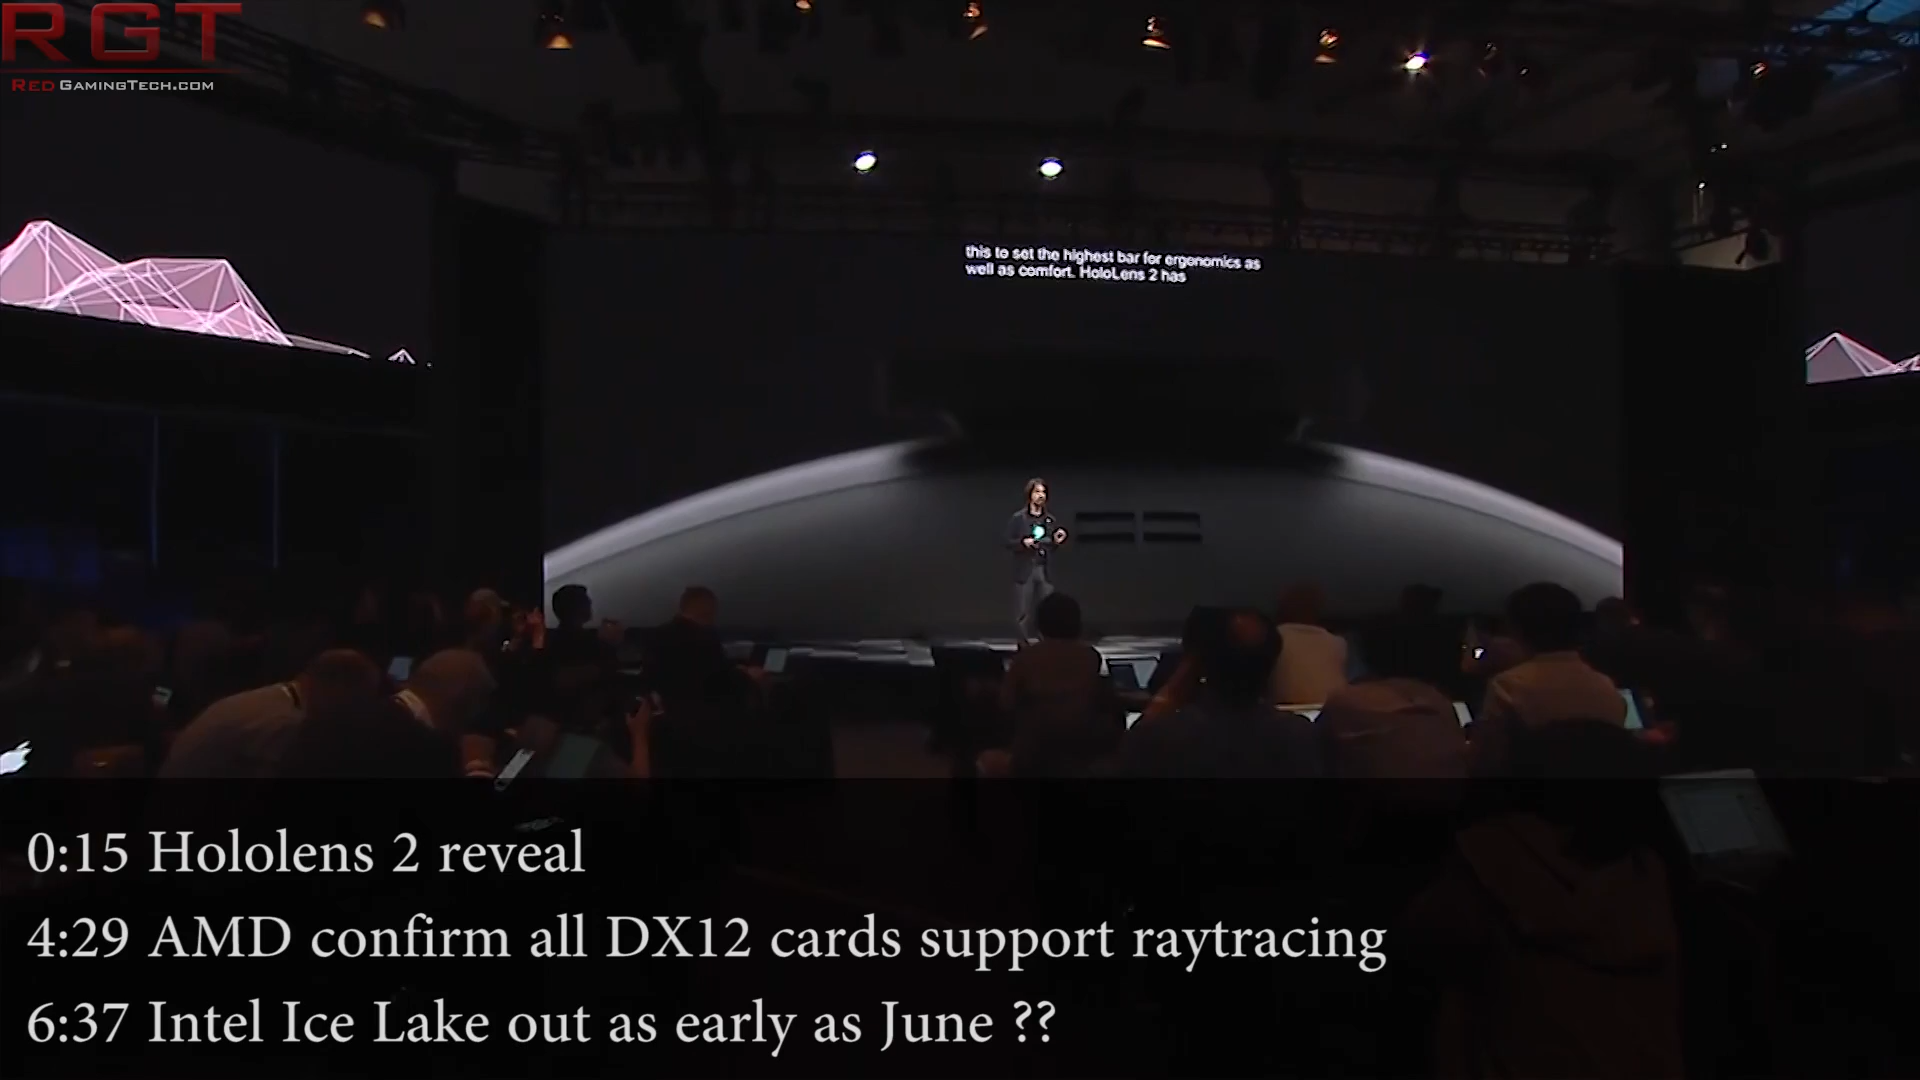 RGT
RedGamingTech.com
this to set the highest bar for ergonomics as
well as comfort. HoloLens 2 has
0:15 Hololens 2 reveal
4:29 AMD confirm all DX12 cards support raytracing
6:37 Intel Ice Lake out as early as June ??